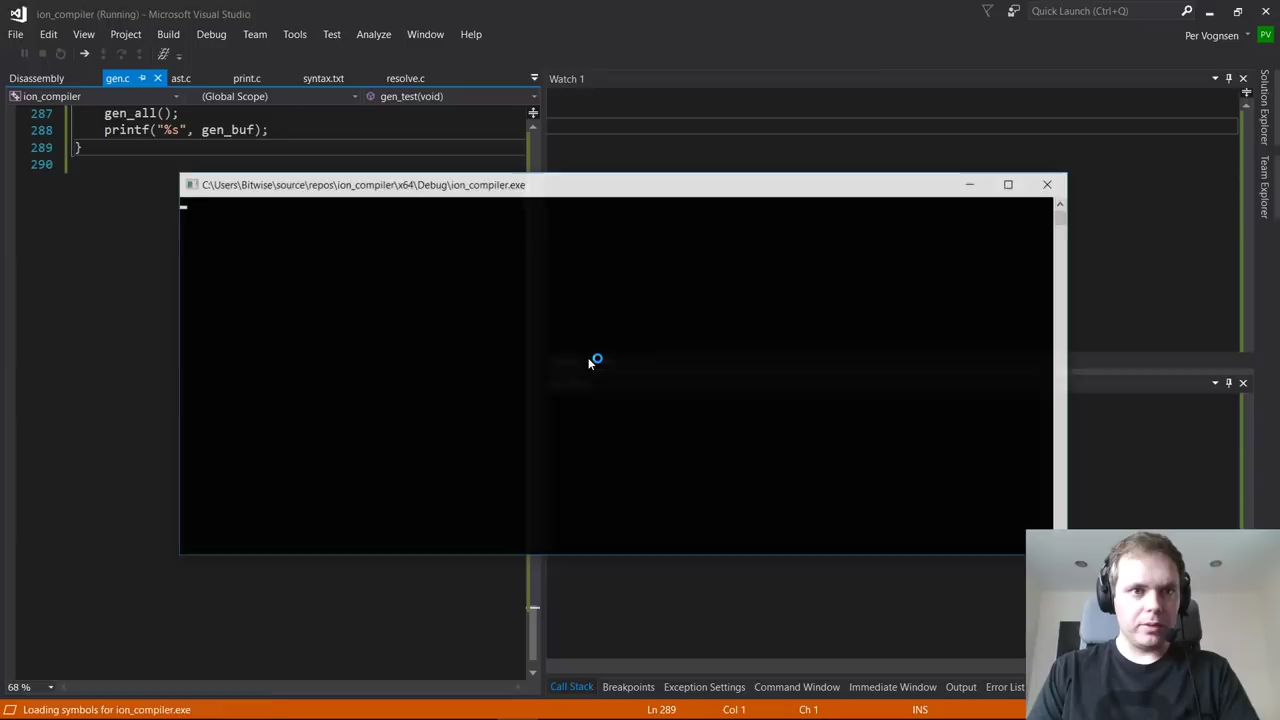 ion_compiler (Running) - Microsoft Visual Studio
Quick Launch (Ctrl+Q)
File Edit View Project Build Debug Team Tools Test Analyze Window Help
Per Vognsen PV
Disassembly gen.c ast.c print.c syntax.txt resolve.c
Watch 1
ion_compiler (Global Scope) gen_test(void)
287 gen_all();
288 printf("%s", gen_buf);
289 }
290
Solution Explorer
Team Explorer
C:\Users\Bitwise\source\repos\ion_compiler\x64\Debug\ion_compiler.exe
68 %
Call Stack Breakpoints Exception Settings Command Window Immediate Window Output Error List
Loading symbols for ion_compiler.exe
Ln 289 Col 1 Ch 1 INS